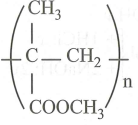 CH₃
C — CH₂
n
COOCH₃